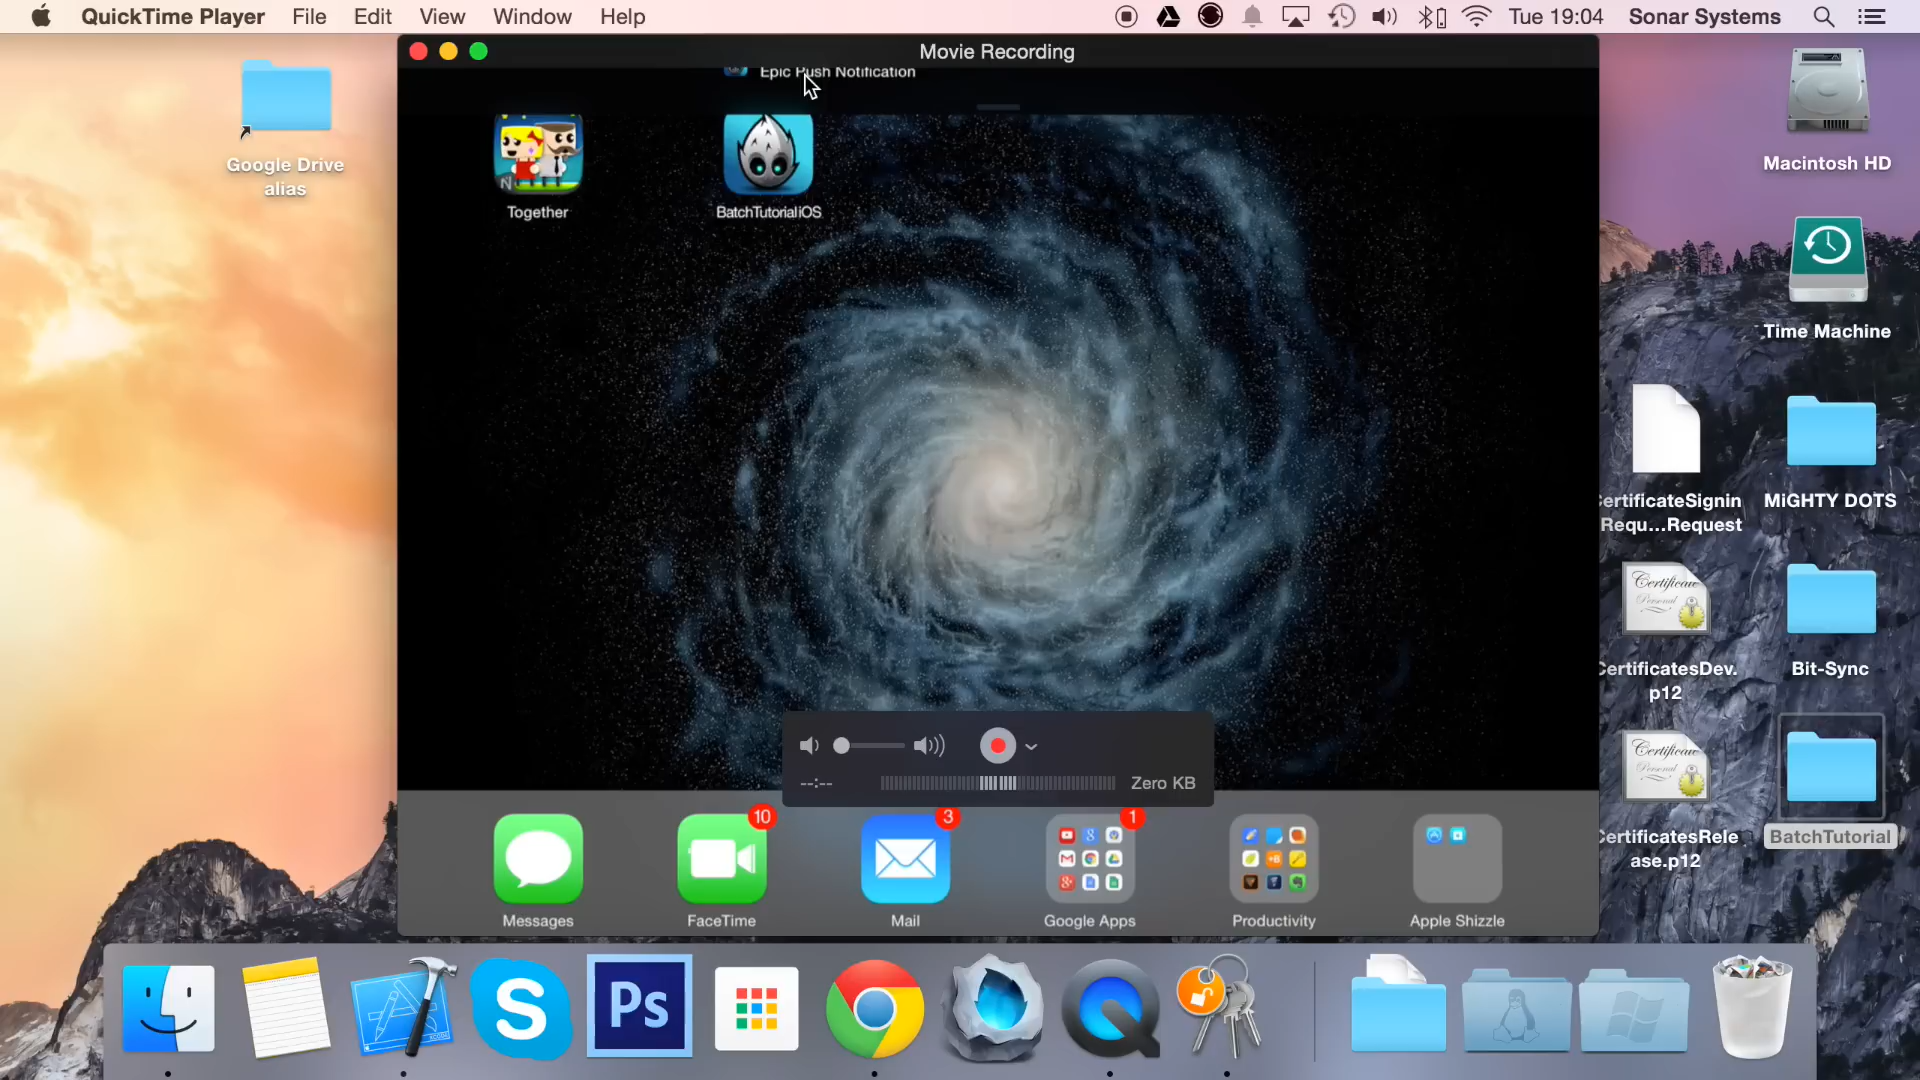 QuickTime Player File Edit View Window Help Tue 19:04 Sonar Systems
Movie Recording
Epic Push Notification
Google Drive
alias
Together
BatchTutorialiOS
Macintosh HD
Time Machine
ertificateSignin
Requ...Request
MiGHTY DOTS
CertificatesDev.
p12
Bit-Sync
CertificatesRele
ase.p12
BatchTutorial
--:--
Zero KB
10
3
1
Messages
FaceTime
Mail
Google Apps
Productivity
Apple Shizzle
Ps